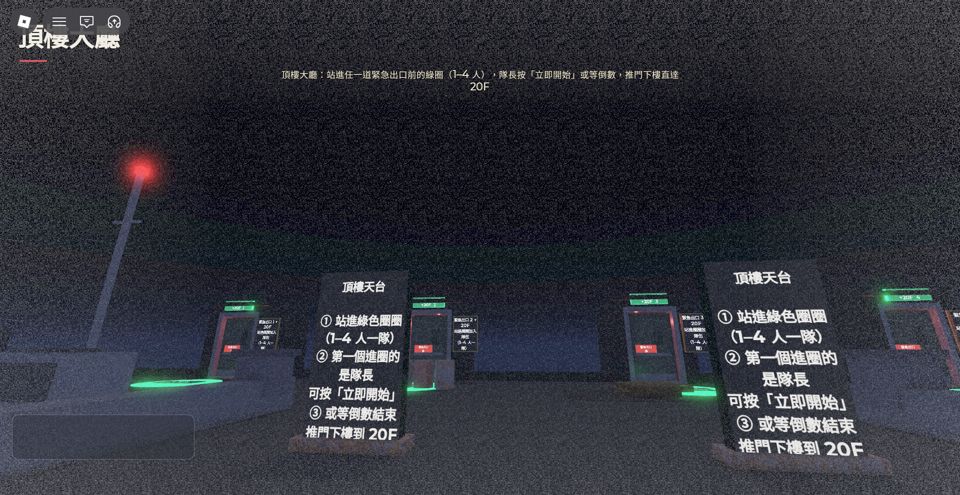 頂樓大廳
頂樓大廳：站進任一道緊急出口前的綠圈（1–4 人），隊長按「立即開始」或等倒數，推門下樓直達
20F
頂樓天台
① 站進綠色圈圈
（1–4 人一隊）
② 第一個進圈的
是隊長
可按「立即開始」
③ 或等倒數結束
推門下樓到 20F
頂樓天台
① 站進綠色圈圈
（1–4 人一隊）
② 第一個進圈的
是隊長
可按「立即開始」
③ 或等倒數結束
推門下樓到 20F
20F
20F